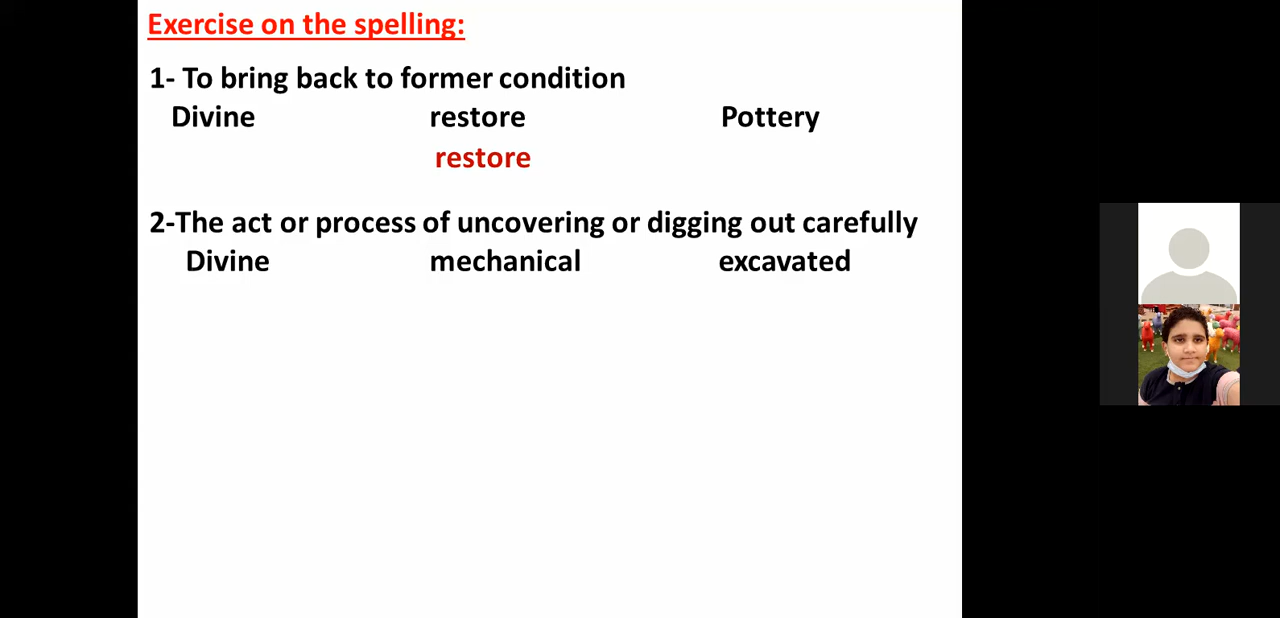 Exercise on the spelling:
1- To bring back to former condition
Divine restore Pottery
restore
2-The act or process of uncovering or digging out carefully
Divine mechanical excavated